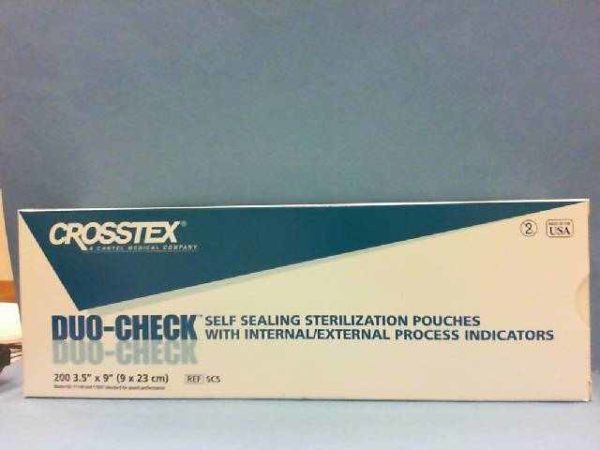 CROSSTEX®
A CANTEL MEDICAL COMPANY
2
MADE IN THE
USA
DUO-CHECK™
DUO-CHECK
SELF SEALING STERILIZATION POUCHES
WITH INTERNAL/EXTERNAL PROCESS INDICATORS
200 3.5" x 9" (9 x 23 cm)
REF SCS